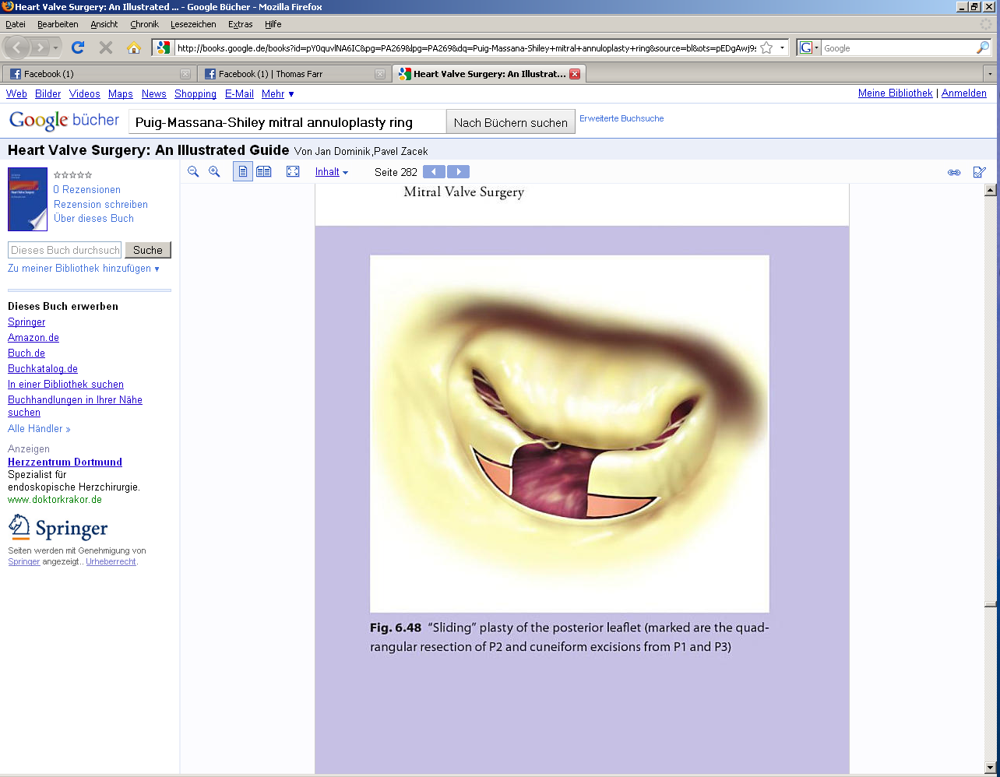 Heart Valve Surgery: An Illustrated ... - Google Bücher - Mozilla Firefox
Datei Bearbeiten Ansicht Chronik Lesezeichen Extras Hilfe
http://books.google.de/books?id=pY0quvlNA6IC&pg=PA269&lpg=PA269&dq=Puig-Massana-Shiley+mitral+annuloplasty+ring&source=bl&ots=pEDgAwj9
Google
Facebook (1)
Facebook (1) | Thomas Farr
Heart Valve Surgery: An Illustrat...
Web Bilder Videos Maps News Shopping E-Mail Mehr ▼
Meine Bibliothek | Anmelden
Google bücher
Puig-Massana-Shiley mitral annuloplasty ring
Nach Büchern suchen
Erweiterte Buchsuche
Heart Valve Surgery: An Illustrated Guide Von Jan Dominik,Pavel Zacek
0 Rezensionen
Rezension schreiben
Über dieses Buch
Dieses Buch durchsuch
Suche
Zu meiner Bibliothek hinzufügen ▼
Dieses Buch erwerben
Springer
Amazon.de
Buch.de
Buchkatalog.de
In einer Bibliothek suchen
Buchhandlungen in Ihrer Nähe
suchen
Alle Händler »
Anzeigen
Herzzentrum Dortmund
Spezialist für
endoskopische Herzchirurgie.
www.doktorkrakor.de
Springer
Seiten werden mit Genehmigung von
Springer angezeigt.. Urheberrecht.
Inhalt
Seite 282
Mitral Valve Surgery
Fig. 6.48 “Sliding” plasty of the posterior leaflet (marked are the quad-
rangular resection of P2 and cuneiform excisions from P1 and P3)